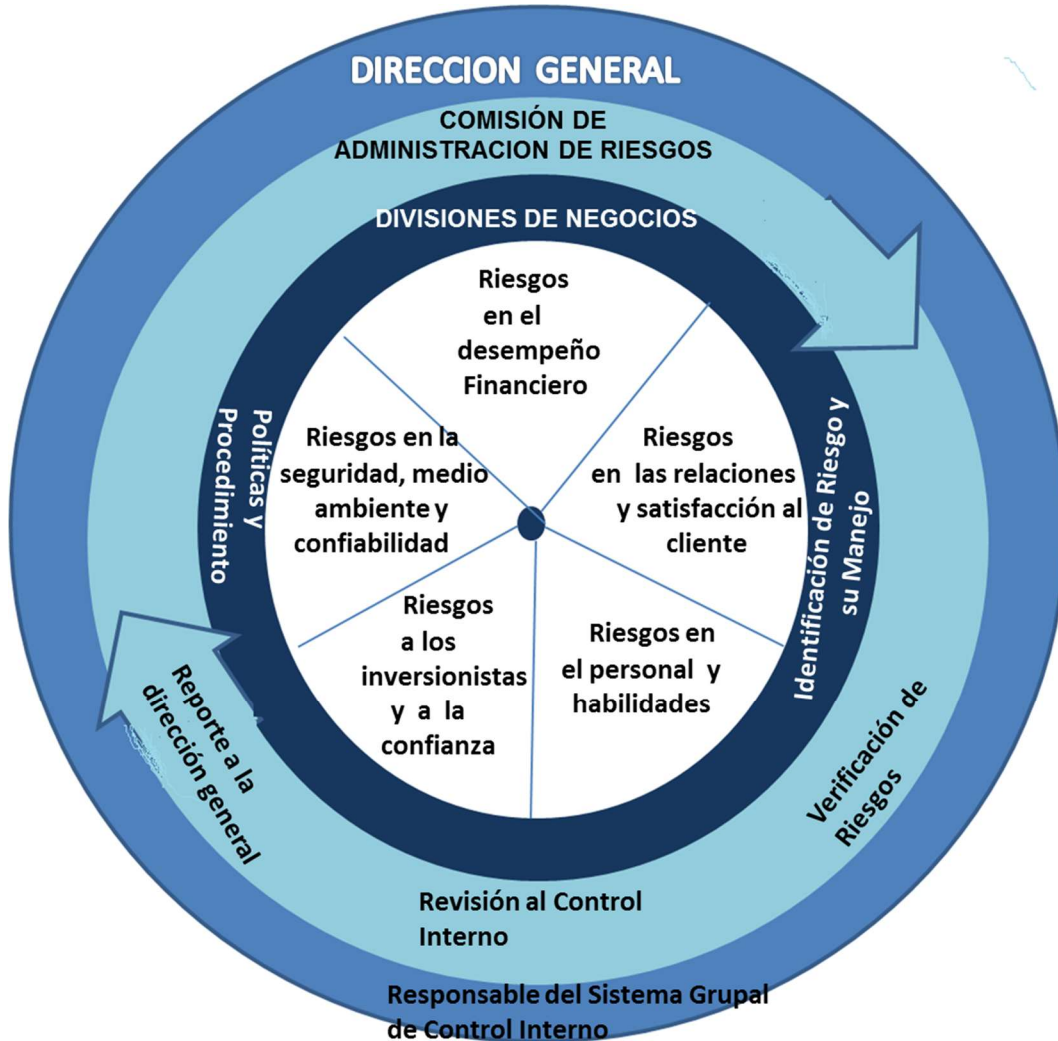 DIRECCION GENERAL
COMISIÓN DE
ADMINISTRACION DE RIESGOS
DIVISIONES DE NEGOCIOS
Riesgos
en el
desempeño
Financiero
Riesgos en la
seguridad, medio
ambiente y
confiabilidad
Riesgos
en las relaciones
y satisfacción al
cliente
Riesgos
a los
inversionistas
y a la
confianza
Riesgos en
el personal y
habilidades
Políticas y
Procedimiento
Identificación de Riesgo y
su Manejo
Reporte a la
dirección general
Verificación de
Riesgos
Revisión al Control
Interno
Responsable del Sistema Grupal
de Control Interno